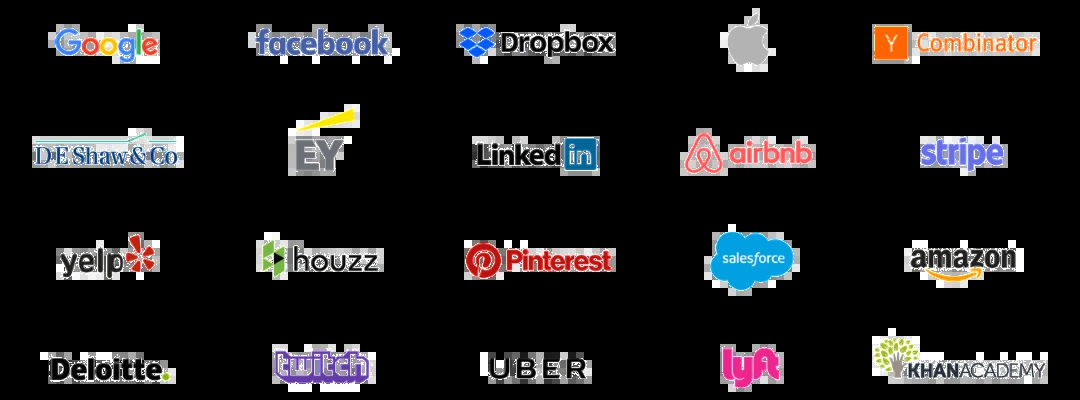 Google
facebook
Dropbox
Y Combinator
D E Shaw & Co
EY
Linkedin
airbnb
stripe
yelp
houzz
Pinterest
salesforce
amazon
Deloitte.
twitch
UBER
lyft
KHANACADEMY